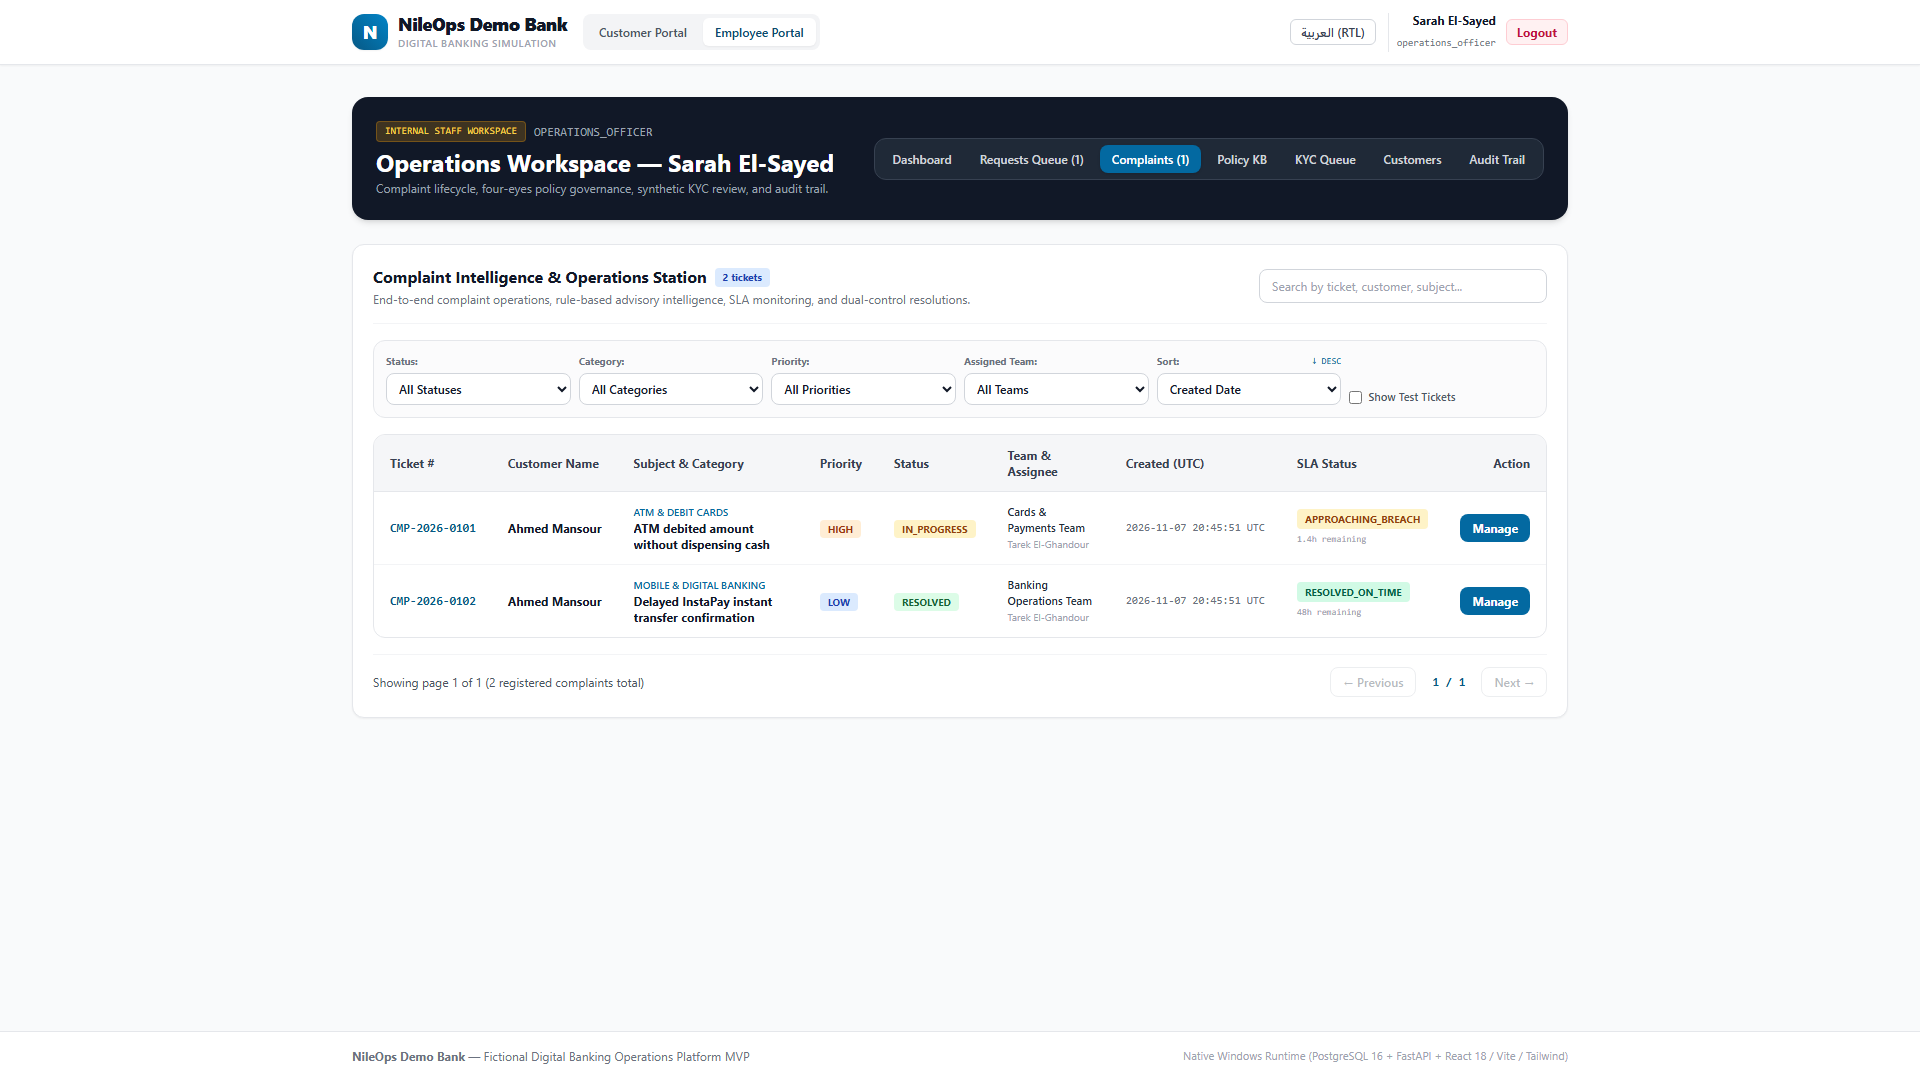 N
NileOps Demo Bank
DIGITAL BANKING SIMULATION
Customer Portal
Employee Portal
العربية (RTL)
Sarah El-Sayed
operations_officer
Logout
INTERNAL STAFF WORKSPACE
OPERATIONS_OFFICER
Operations Workspace — Sarah El-Sayed
Complaint lifecycle, four-eyes policy governance, synthetic KYC review, and audit trail.
Dashboard
Requests Queue (1)
Complaints (1)
Policy KB
KYC Queue
Customers
Audit Trail
Complaint Intelligence & Operations Station
2 tickets
End-to-end complaint operations, rule-based advisory intelligence, SLA monitoring, and dual-control resolutions.
Search by ticket, customer, subject...
Status:
Category:
Priority:
Assigned Team:
Sort:
↓ DESC
All Statuses
All Categories
All Priorities
All Teams
Created Date
Show Test Tickets
Ticket #
Customer Name
Subject & Category
Priority
Status
Team &
Assignee
Created (UTC)
SLA Status
Action
CMP-2026-0101
Ahmed Mansour
ATM & DEBIT CARDS
ATM debited amount
without dispensing cash
HIGH
IN_PROGRESS
Cards &
Payments Team
Tarek El-Ghandour
2026-11-07 20:45:51 UTC
APPROACHING_BREACH
1.4h remaining
Manage
CMP-2026-0102
Ahmed Mansour
MOBILE & DIGITAL BANKING
Delayed InstaPay instant
transfer confirmation
LOW
RESOLVED
Banking
Operations Team
Tarek El-Ghandour
2026-11-07 20:45:51 UTC
RESOLVED_ON_TIME
48h remaining
Manage
Showing page 1 of 1 (2 registered complaints total)
← Previous
1 / 1
Next →
NileOps Demo Bank — Fictional Digital Banking Operations Platform MVP
Native Windows Runtime (PostgreSQL 16 + FastAPI + React 18 / Vite / Tailwind)